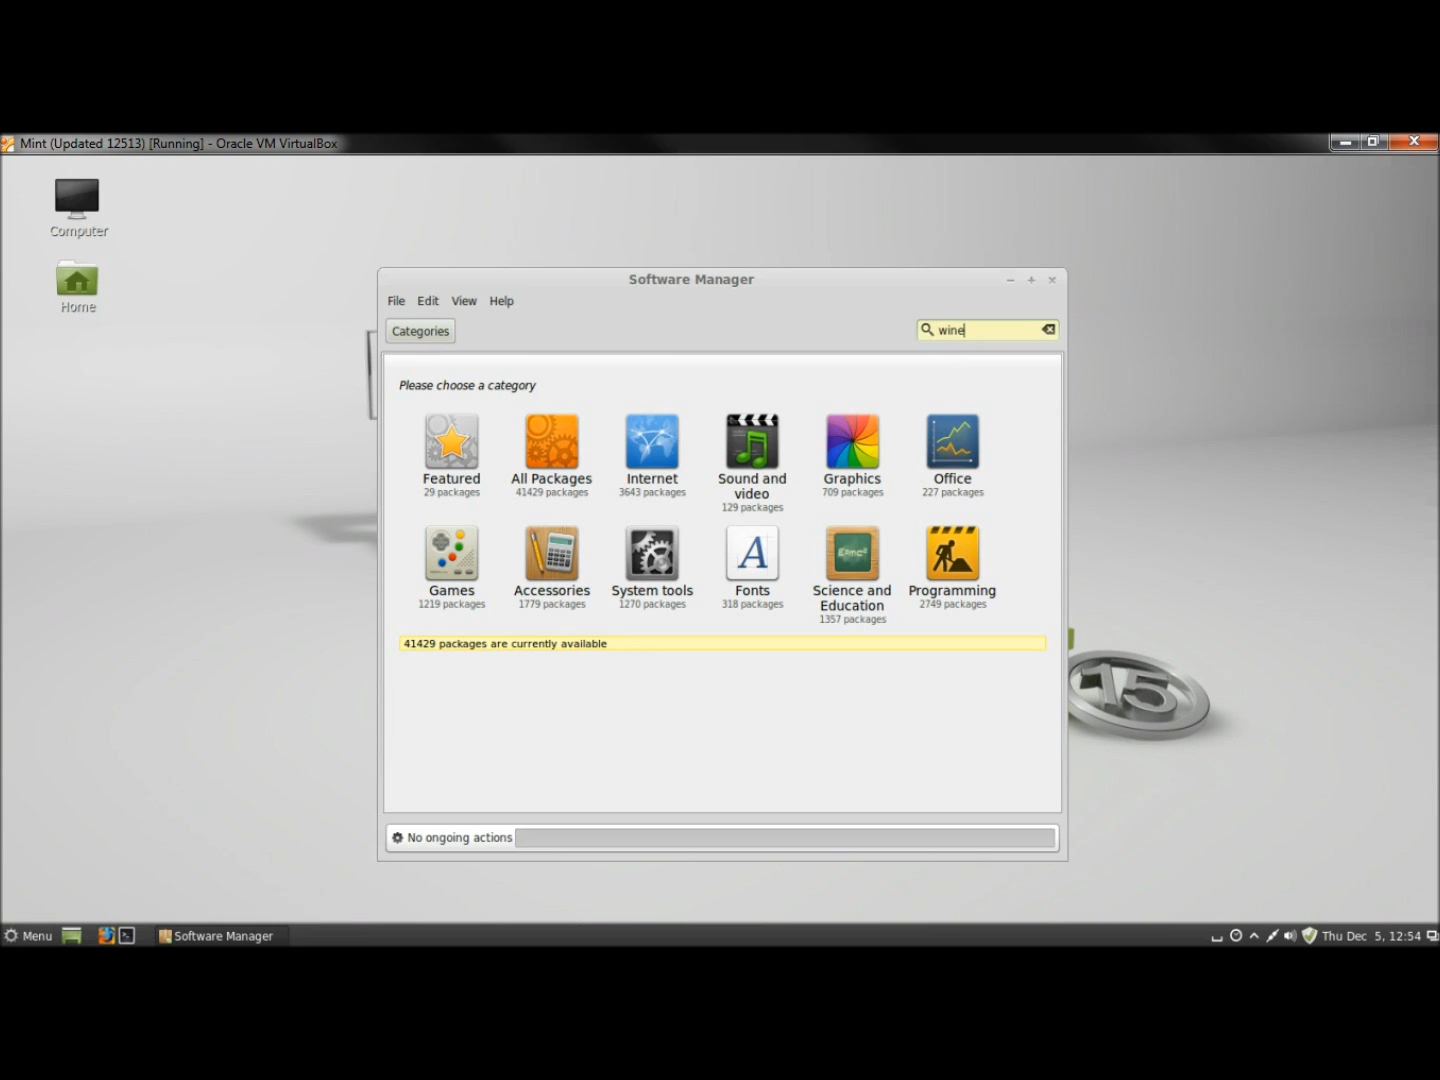 Mint (Updated 12513) [Running] - Oracle VM VirtualBox
Computer
Home
Software Manager
File Edit View Help
Categories
wine
Please choose a category
Featured
29 packages
All Packages
41429 packages
Internet
3643 packages
Sound and
video
129 packages
Graphics
709 packages
Office
227 packages
Games
1219 packages
Accessories
1779 packages
System tools
1270 packages
A
Fonts
318 packages
Science and
Education
1357 packages
Programming
2749 packages
41429 packages are currently available
15
No ongoing actions
Menu
Software Manager
Thu Dec 5, 12:54